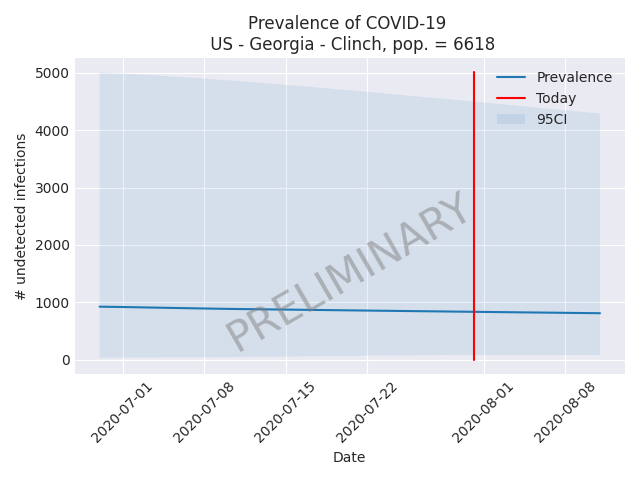 Prevalence of COVID-19
US - Georgia - Clinch, pop. = 6618
Prevalence
Today
95CI
5000
4000
3000
2000
1000
0
# undetected infections
PRELIMINARY
2020-07-01
2020-07-08
2020-07-15
2020-07-22
2020-08-01
2020-08-08
Date